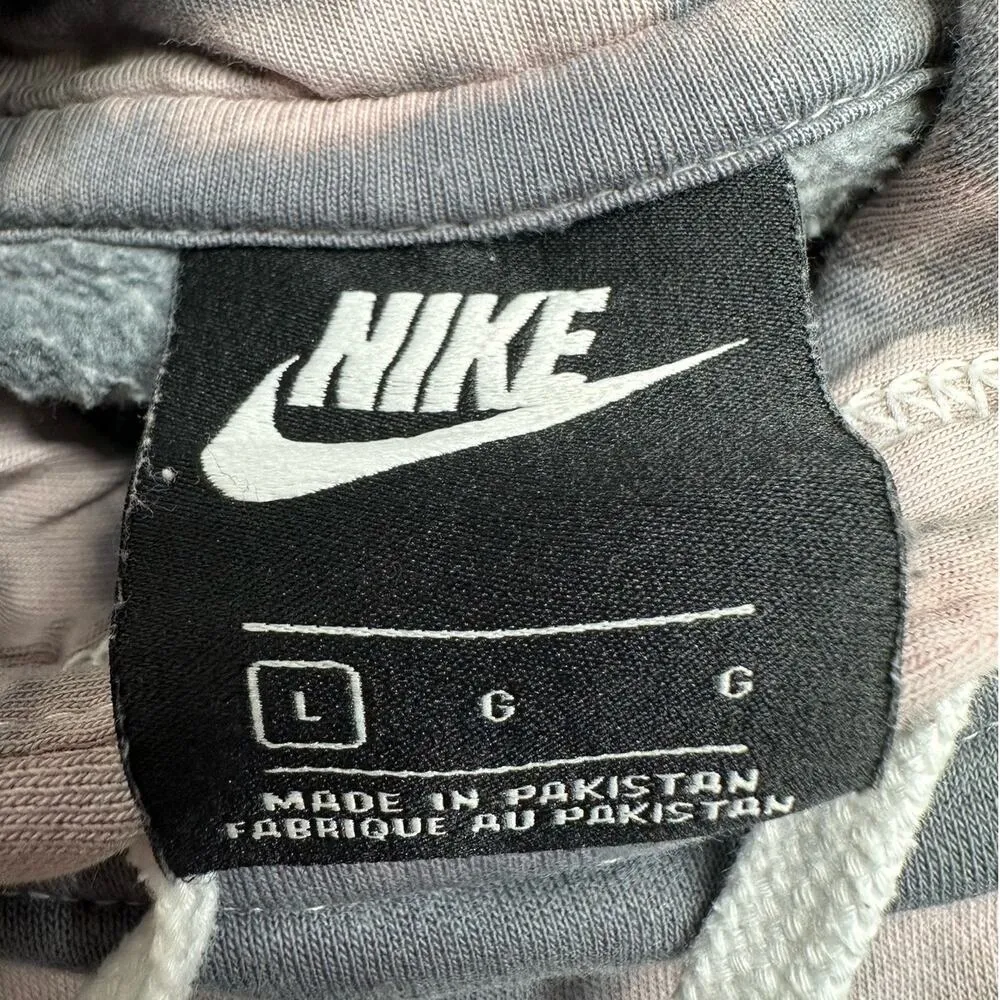 NIKE
L G G
MADE IN PAKISTAN
FABRIQUE AU PAKISTAN